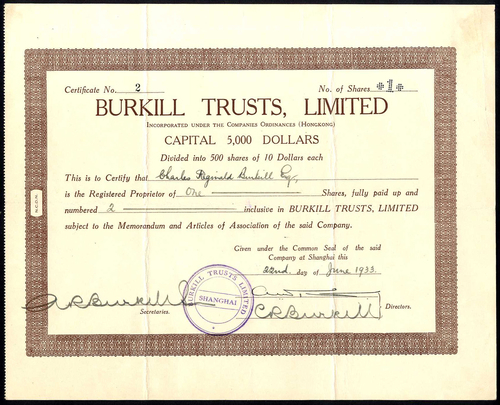 Certificate No. 2 No. of Shares #1#
BURKILL TRUSTS, LIMITED
INCORPORATED UNDER THE COMPANIES ORDINANCES (HONGKONG)
CAPITAL 5,000 DOLLARS
Divided into 500 shares of 10 Dollars each
This is to Certify that Charles Reginald Burkill Esq,
is the Registered Proprietor of One Shares, fully paid up and
numbered 2 inclusive in BURKILL TRUSTS, LIMITED
subject to the Memorandum and Articles of Association of the said Company.
Given under the Common Seal of the said
Company at Shanghai this
22nd. day of June 1933.
BURKILL TRUSTS LIMITED
SHANGHAI
A R Burkill &
C R Burkill
Secretaries.
Directors.